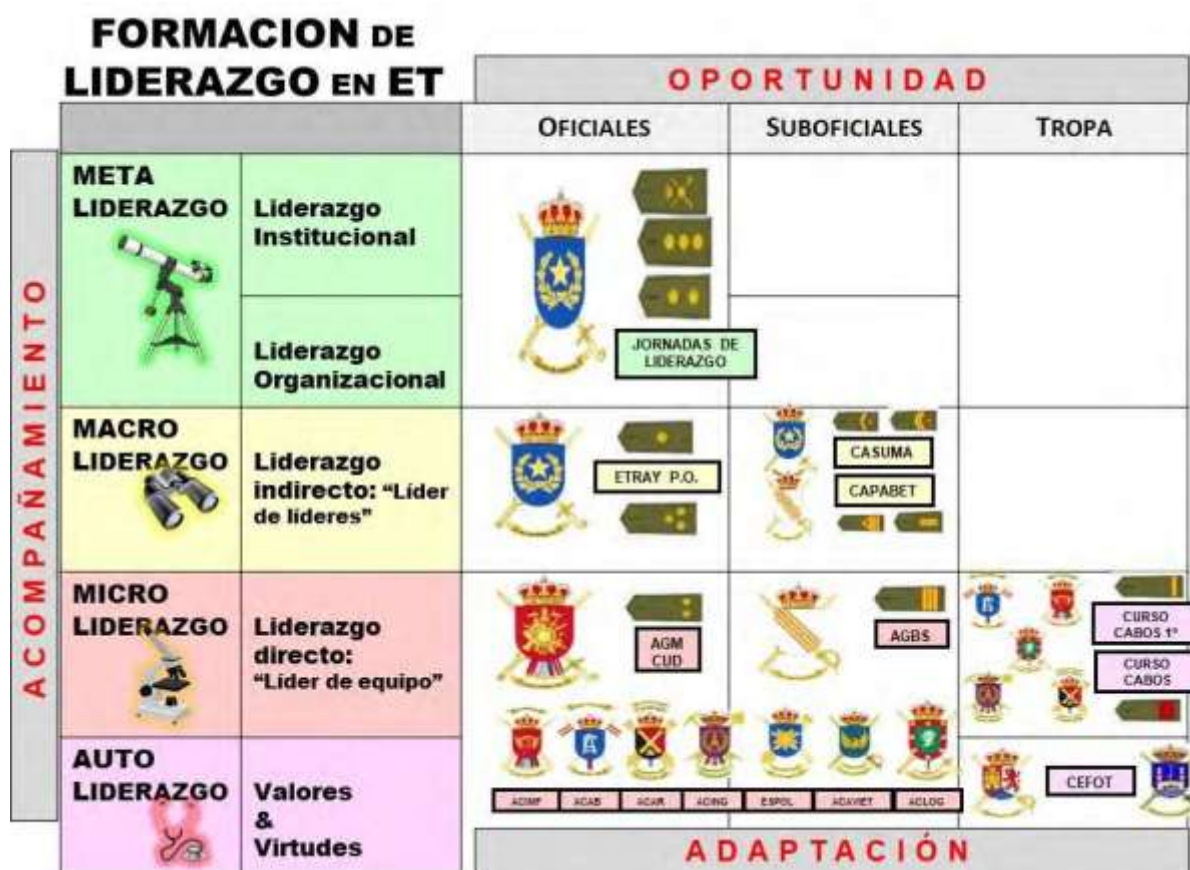 FORMACION DE
LIDERAZGO EN ET
OPORTUNIDAD
OFICIALES
SUBOFICIALES
TROPA
ACOMPAÑAMIENTO
META
LIDERAZGO
Liderazgo
Institucional
Liderazgo
Organizacional
JORNADAS DE
LIDERAZGO
MACRO
LIDERAZGO
Liderazgo
indirecto: “Líder
de líderes”
ETRAY P.O.
CASUMA
CAPABET
MICRO
LIDERAZGO
Liderazgo
directo:
“Líder de equipo”
AGM
CUD
AGBS
CURSO
CABOS 1º
CURSO
CABOS
AUTO
LIDERAZGO
Valores
&
Virtudes
ACINF
ACAB
ACAR
ACING
ESPOL
ACAVIET
ACLOG
CEFOT
ADAPTACIÓN